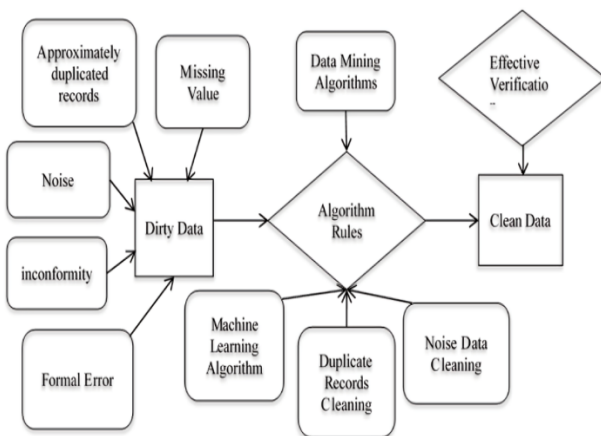 Approximately
duplicated
records
Missing
Value
Data Mining
Algorithms
Effective
Verificatio
..
Noise
Dirty Data
Algorithm
Rules
Clean Data
inconformity
Formal Error
Machine
Learning
Algorithm
Duplicate
Records
Cleaning
Noise Data
Cleaning